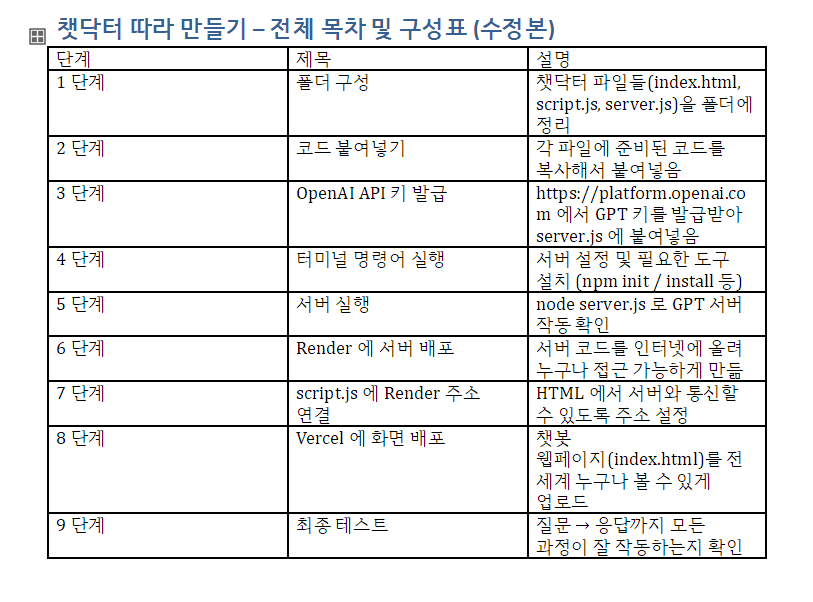 챗닥터 따라 만들기 – 전체 목차 및 구성표 (수정본)
단계 제목 설명
1 단계 폴더 구성 챗닥터 파일들(index.html,
script.js, server.js)을 폴더에
정리
2 단계 코드 붙여넣기 각 파일에 준비된 코드를
복사해서 붙여넣음
3 단계 OpenAI API 키 발급 https://platform.openai.co
m 에서 GPT 키를 발급받아
server.js 에 붙여넣음
4 단계 터미널 명령어 실행 서버 설정 및 필요한 도구
설치 (npm init / install 등)
5 단계 서버 실행 node server.js 로 GPT 서버
작동 확인
6 단계 Render 에 서버 배포 서버 코드를 인터넷에 올려
누구나 접근 가능하게 만듦
7 단계 script.js 에 Render 주소 HTML 에서 서버와 통신할
연결 수 있도록 주소 설정
8 단계 Vercel 에 화면 배포 챗봇
웹페이지(index.html)를 전
세계 누구나 볼 수 있게
업로드
9 단계 최종 테스트 질문 → 응답까지 모든
과정이 잘 작동하는지 확인